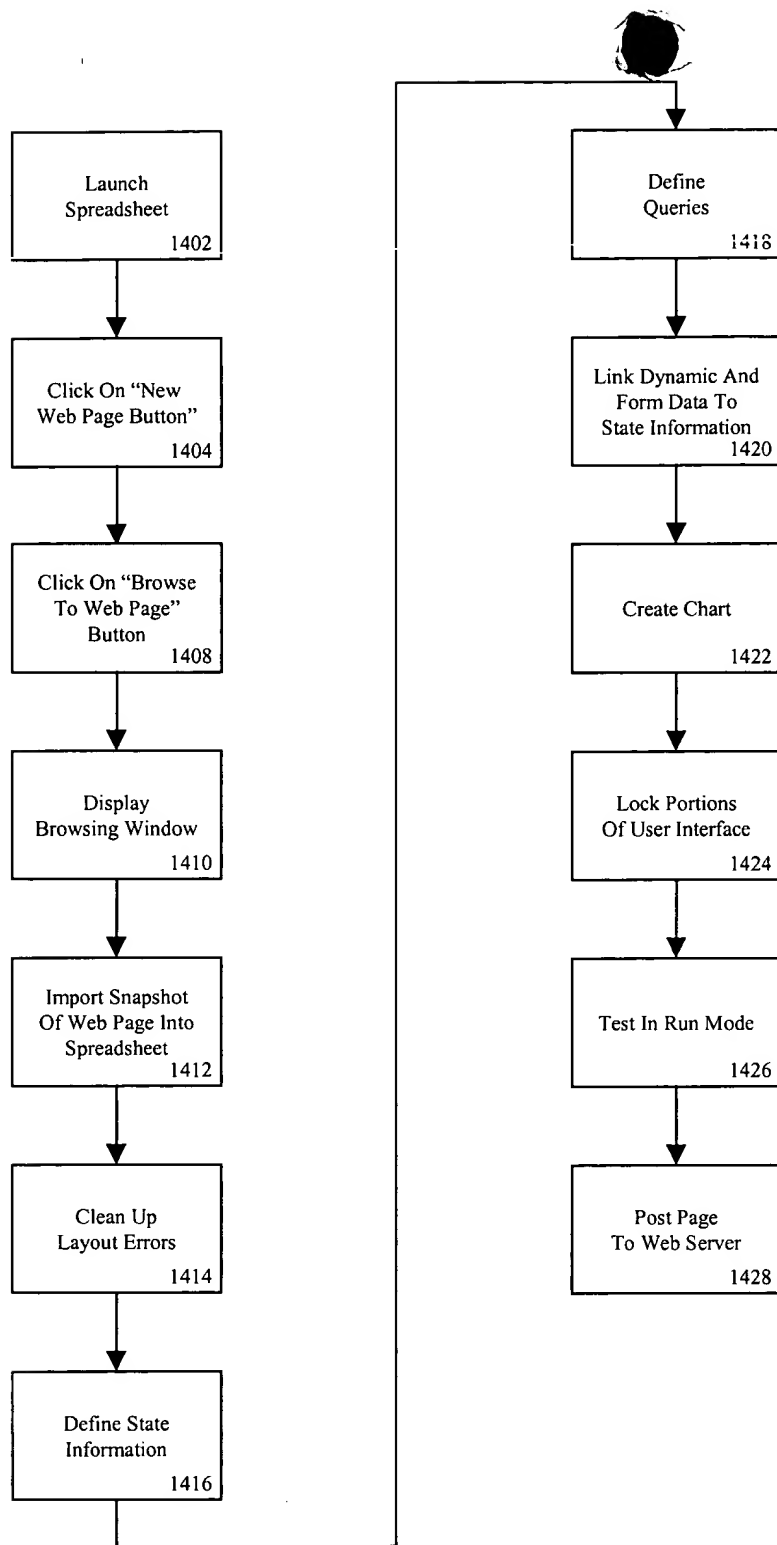 Launch
Spreadsheet
1402
Click On “New
Web Page Button”
1404
Click On “Browse
To Web Page”
Button
1408
Display
Browsing Window
1410
Import Snapshot
Of Web Page Into
Spreadsheet
1412
Clean Up
Layout Errors
1414
Define State
Information
1416
Define
Queries
1418
Link Dynamic And
Form Data To
State Information
1420
Create Chart
1422
Lock Portions
Of User Interface
1424
Test In Run Mode
1426
Post Page
To Web Server
1428